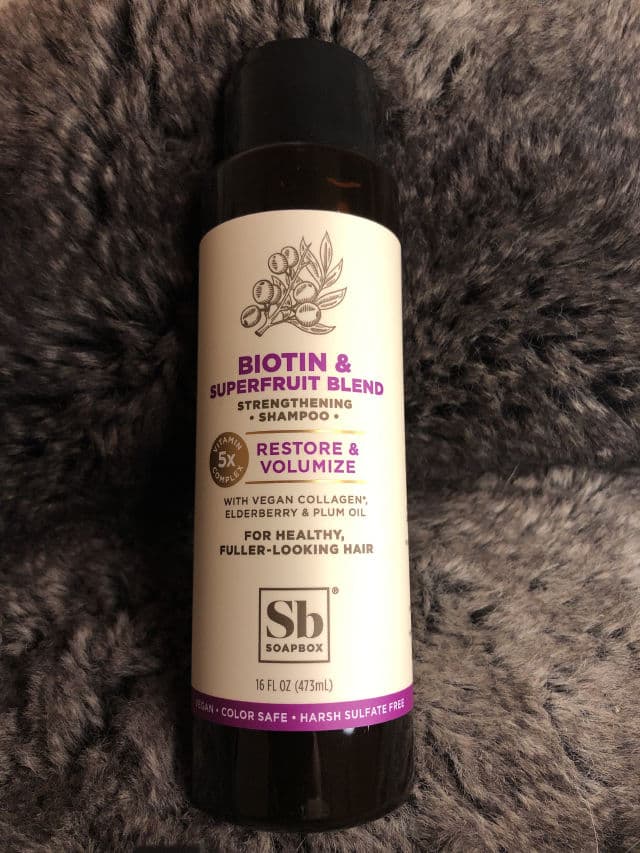 BIOTIN &
SUPERFRUIT BLEND
STRENGTHENING
• SHAMPOO •
VITAMIN
5x
COMPLEX
RESTORE &
VOLUMIZE
WITH VEGAN COLLAGEN*,
ELDERBERRY & PLUM OIL
FOR HEALTHY,
FULLER-LOOKING HAIR
Sb®
SOAPBOX
16 FL OZ (473mL)
VEGAN • COLOR SAFE • HARSH SULFATE FREE